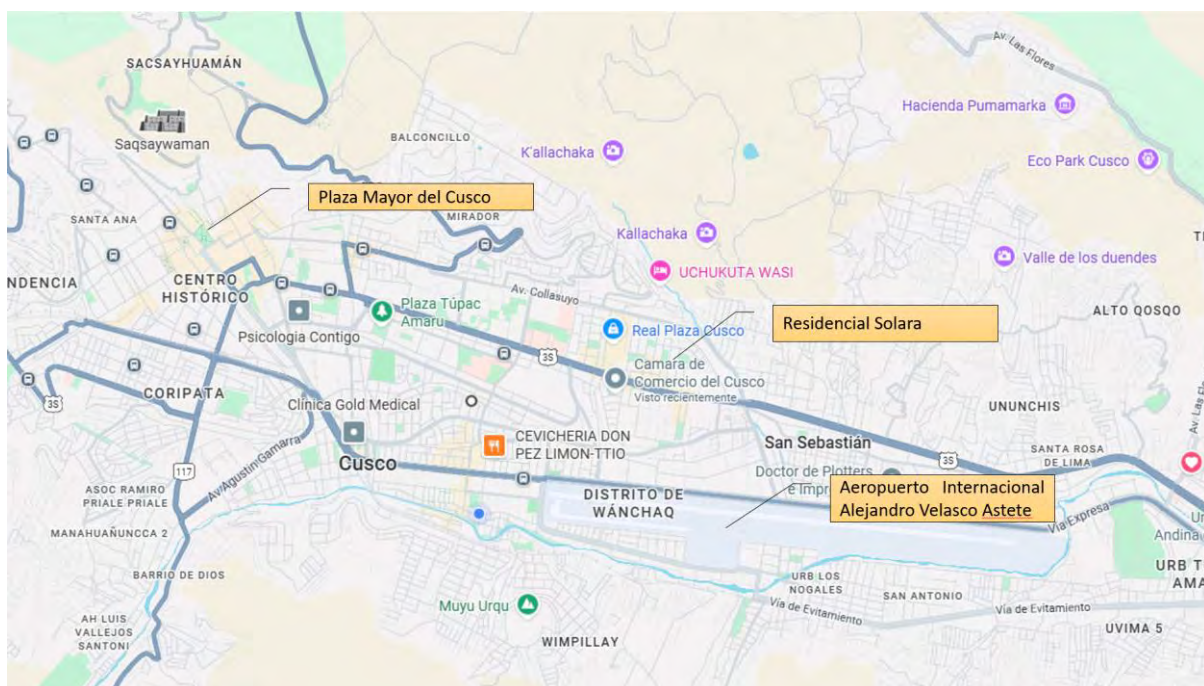 SACSAYHUAMÁN
Saqsaywaman
BALCONCILLO
K'allachaka
Av. Las Flores
Hacienda Pumamarka
Eco Park Cusco
Plaza Mayor del Cusco
SANTA ANA
MIRADOR
Kallachaka
UCHUKUTA WASI
Valle de los duendes
NDENCIA
CENTRO
HISTÓRICO
Av. Collasuyo
Plaza Túpac
Amaru
Psicologia Contigo
Real Plaza Cusco
Residencial Solara
ALTO QOSQO
3S
Camara de
Comercio del Cusco
Visto recientemente
3S
CORIPATA
Clínica Gold Medical
UNUNCHIS
Av. Las Fl
CEVICHERIA DON
PEZ LIMON-TTIO
San Sebastián
SANTA ROSA
DE LIMA
3S
117
Av Agustín Gamarra
Cusco
Doctor de Plotters
e Impr
ASOC RAMIRO
PRIALE PRIALE
DISTRITO DE
WÁNCHAQ
Aeropuerto Internacional
Alejandro Velasco Astete
Vía Expresa
Un
Andina
MANAHUAÑUNCCA 2
BARRIO DE DIOS
URB LOS
NOGALES
SAN ANTONIO
URB T
AMA
Muyu Urqu
Vía de Evitamiento
Vía de Evitamiento
AH LUIS
VALLEJOS
SANTONI
WIMPILLAY
UVIMA 5